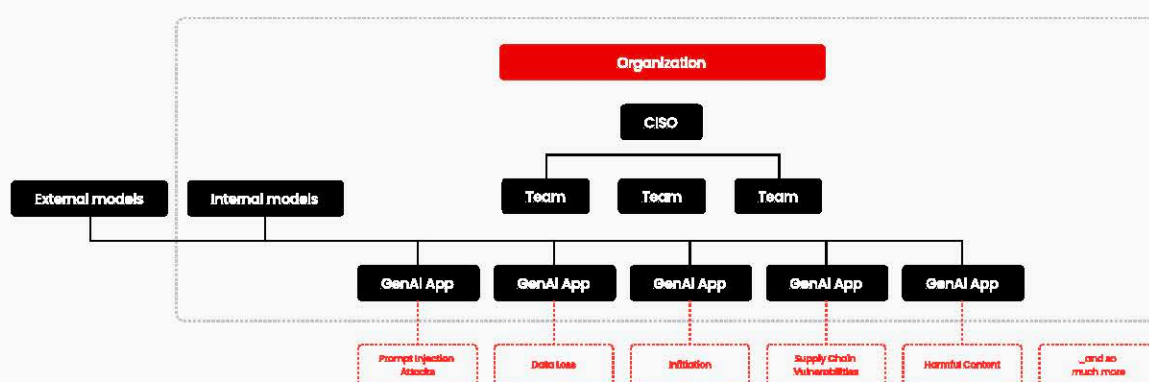 Organization
CISO
Team
Team
Team
External models
Internal models
GenAI App
GenAI App
GenAI App
GenAI App
GenAI App
Prompt Injection
Attacks
Data Loss
Infiltration
Supply Chain
Vulnerabilities
Harmful Content
...and so
much more